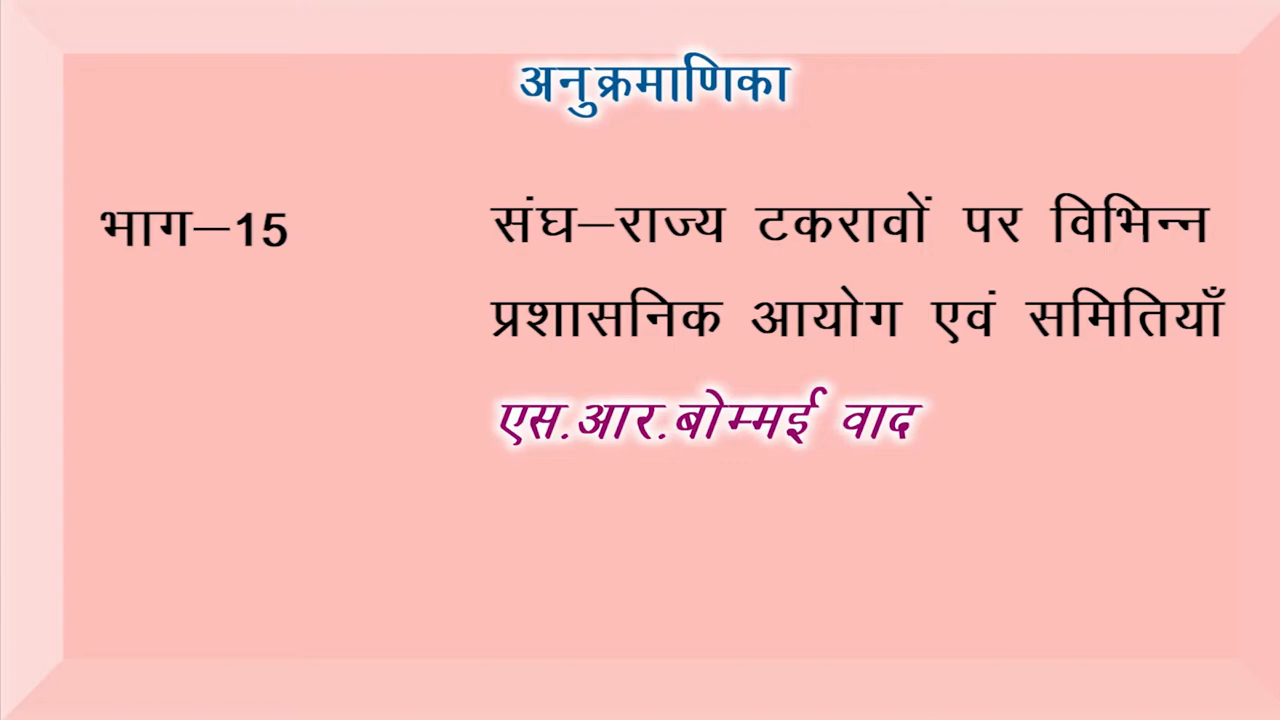 अनुक्रमाणिका
भाग–15 संघ–राज्य टकरावों पर विभिन्न
प्रशासनिक आयोग एवं समितियाँ
एस.आर.बोम्मई वाद